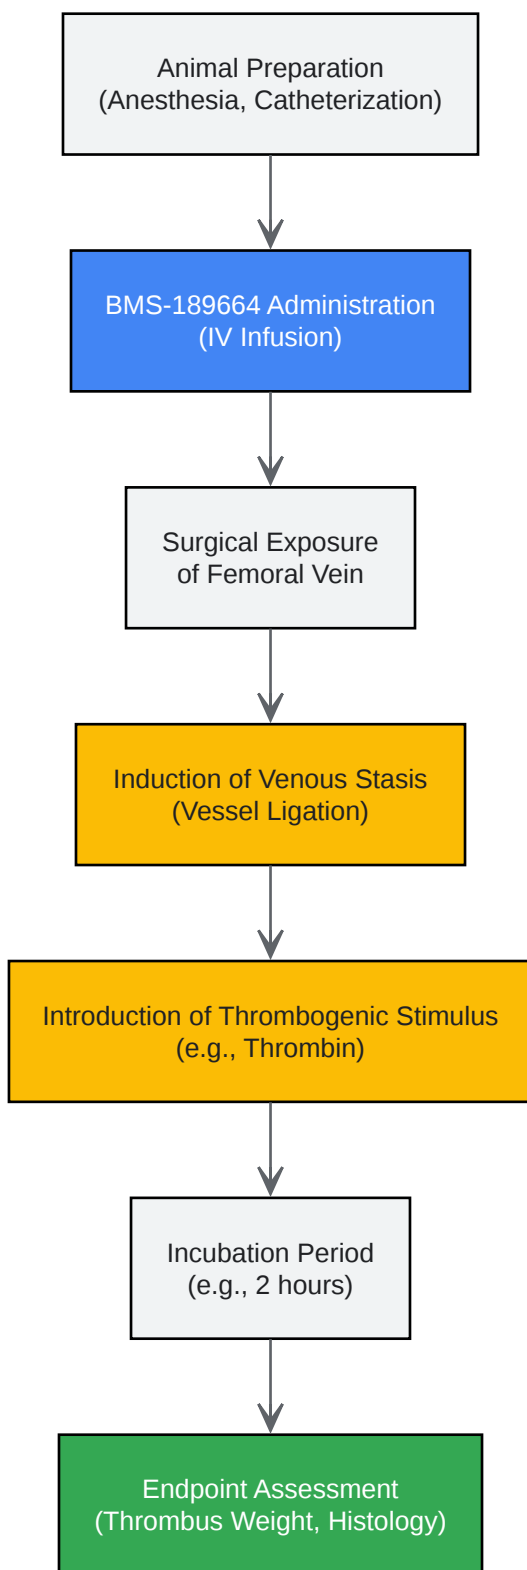 Animal Preparation
(Anesthesia, Catheterization)
BMS-189664 Administration
(IV Infusion)
Surgical Exposure
of Femoral Vein
Induction of Venous Stasis
(Vessel Ligation)
Introduction of Thrombogenic Stimulus
(e.g., Thrombin)
Incubation Period
(e.g., 2 hours)
Endpoint Assessment
(Thrombus Weight, Histology)